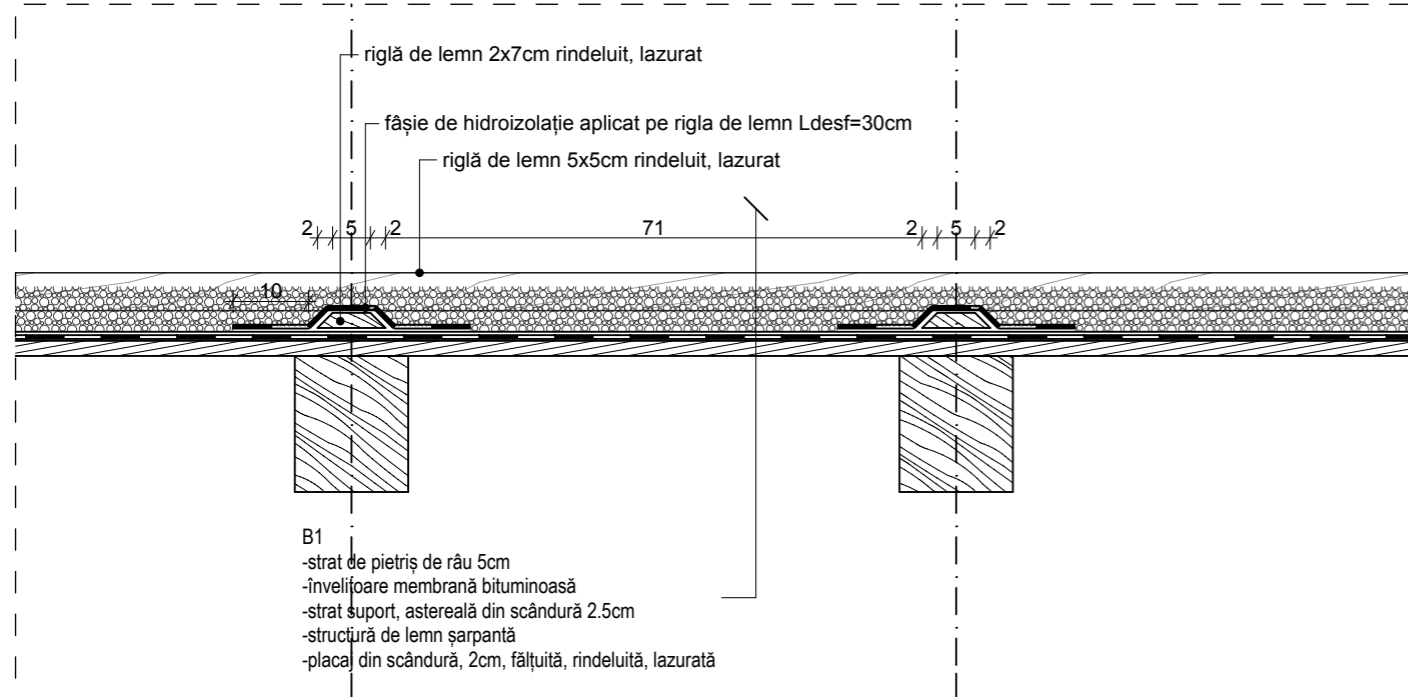 riglă de lemn 2x7cm rindeluit, lazurat
fâșie de hidroizolație aplicat pe rigla de lemn Ldesf=30cm
riglă de lemn 5x5cm rindeluit, lazurat
2 5 2 71 2 5 2
10
B1
-strat de pietriș de râu 5cm
-învelitoare membrană bituminoasă
-strat suport, astereală din scândură 2.5cm
-structură de lemn șarpantă
-placaj din scândură, 2cm, fălțuită, rindeluită, lazurată